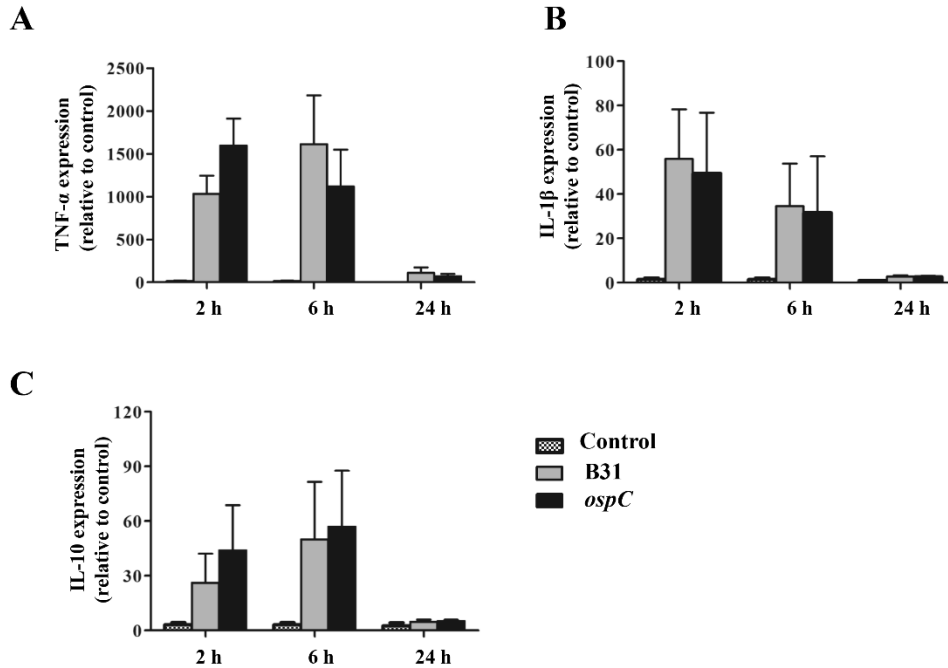 A
TNF-α expression
(relative to control)
2500
2000
1500
1000
500
0
2 h 6 h 24 h
B
IL-1β expression
(relative to control)
100
80
60
40
20
0
2 h 6 h 24 h
C
IL-10 expression
(relative to control)
120
90
60
30
0
2 h 6 h 24 h
Control
B31
ospC